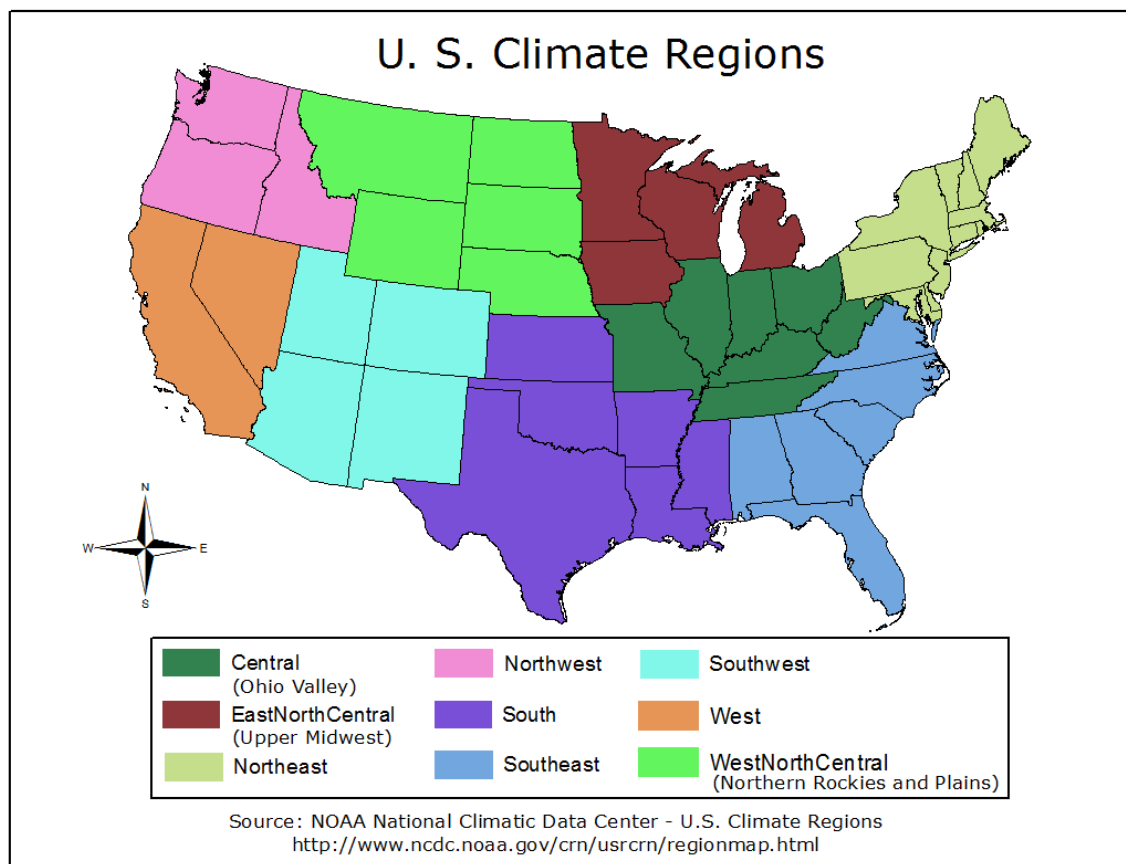 U. S. Climate Regions
N
W
E
S
Central
(Ohio Valley)
EastNorthCentral
(Upper Midwest)
Northeast
Northwest
South
Southeast
Southwest
West
WestNorthCentral
(Northern Rockies and Plains)
Source: NOAA National Climatic Data Center - U.S. Climate Regions
http://www.ncdc.noaa.gov/crn/usrcrn/regionmap.html